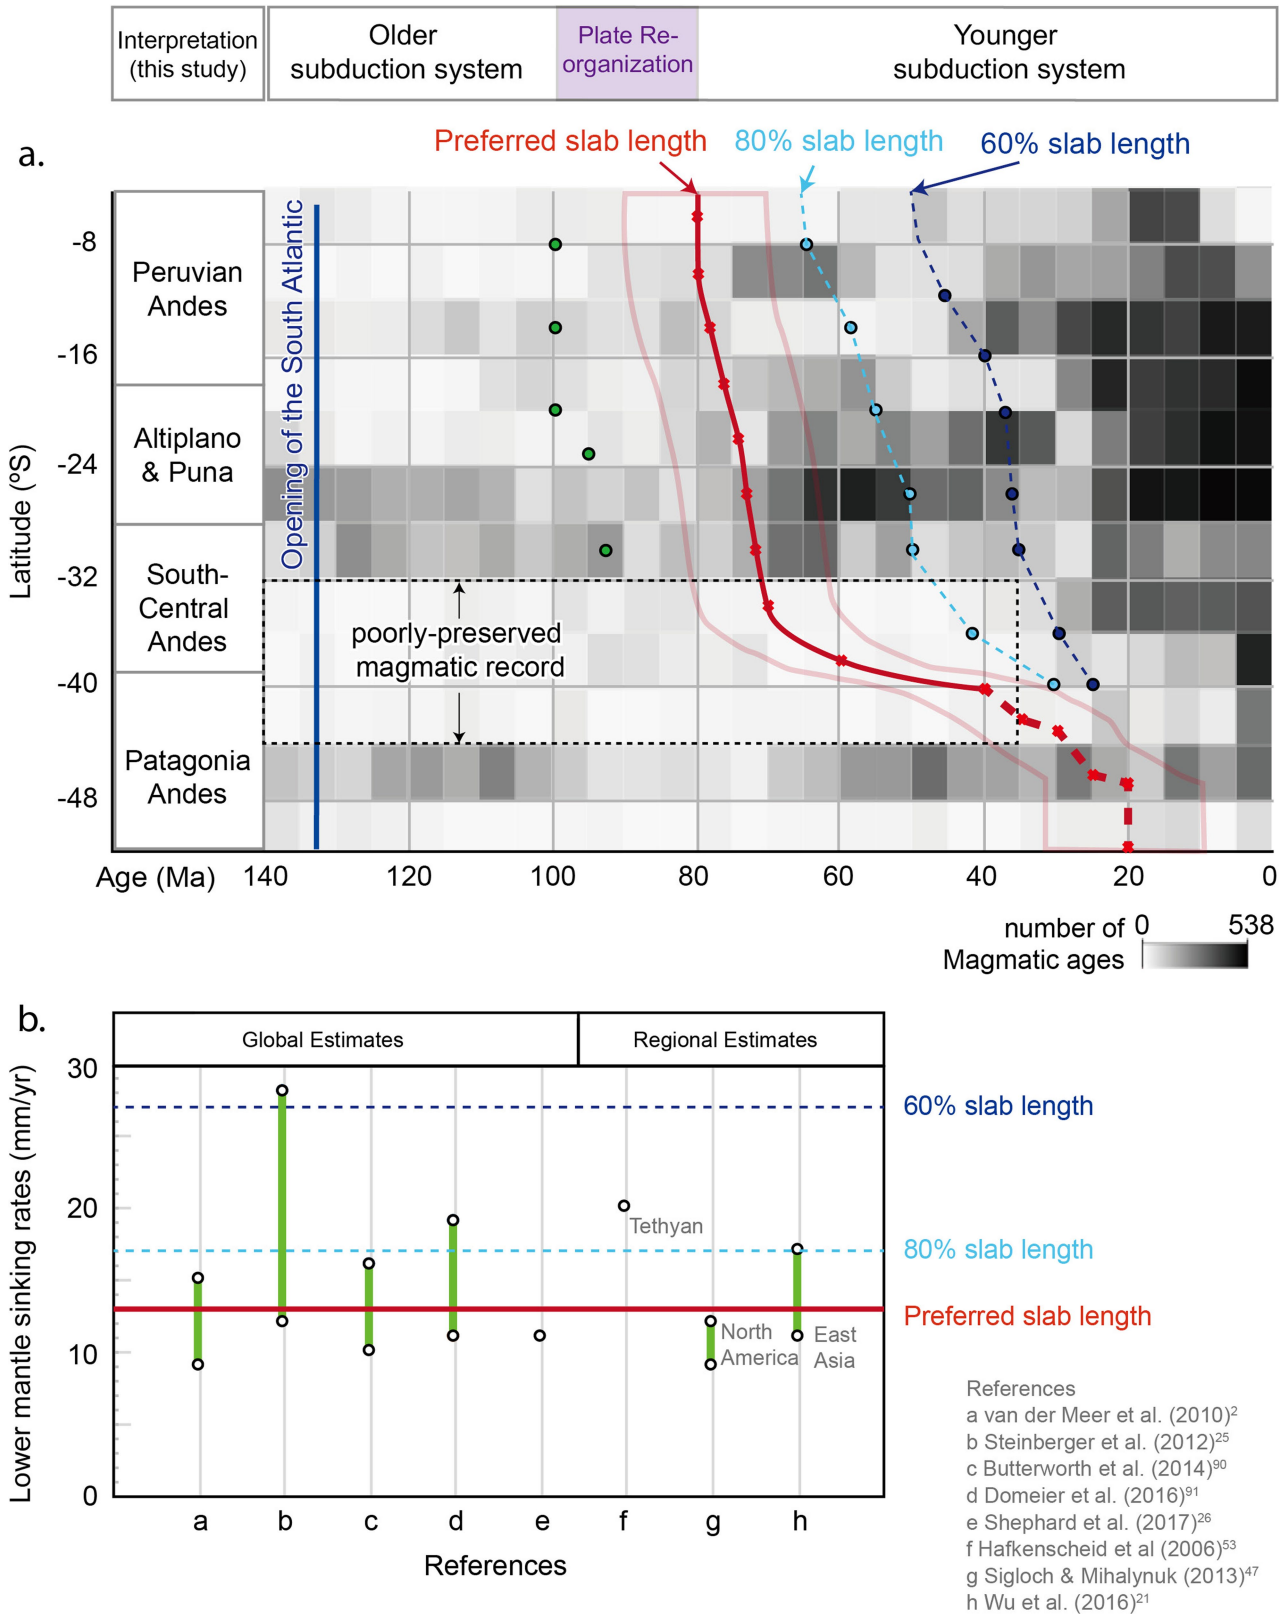 Interpretation
(this study)
Older
subduction system
Plate Re-
organization
Younger
subduction system
a.
Preferred slab length
80% slab length
60% slab length
Opening of the South Atlantic
Latitude (ºS)
-8
-16
-24
-32
-40
-48
Peruvian
Andes
Altiplano
& Puna
South-
Central
Andes
Patagonia
Andes
poorly-preserved
magmatic record
Age (Ma)
140
120
100
80
60
40
20
0
number of
Magmatic ages
0
538
b.
Global Estimates
Regional Estimates
Lower mantle sinking rates (mm/yr)
30
20
10
0
60% slab length
80% slab length
Preferred slab length
Tethyan
North
America
East
Asia
a
b
c
d
e
f
g
h
References
References
a van der Meer et al. (2010)²
b Steinberger et al. (2012)²⁵
c Butterworth et al. (2014)⁹⁰
d Domeier et al. (2016)⁹¹
e Shephard et al. (2017)²⁶
f Hafkenscheid et al (2006)⁵³
g Sigloch & Mihalynuk (2013)⁴⁷
h Wu et al. (2016)²¹